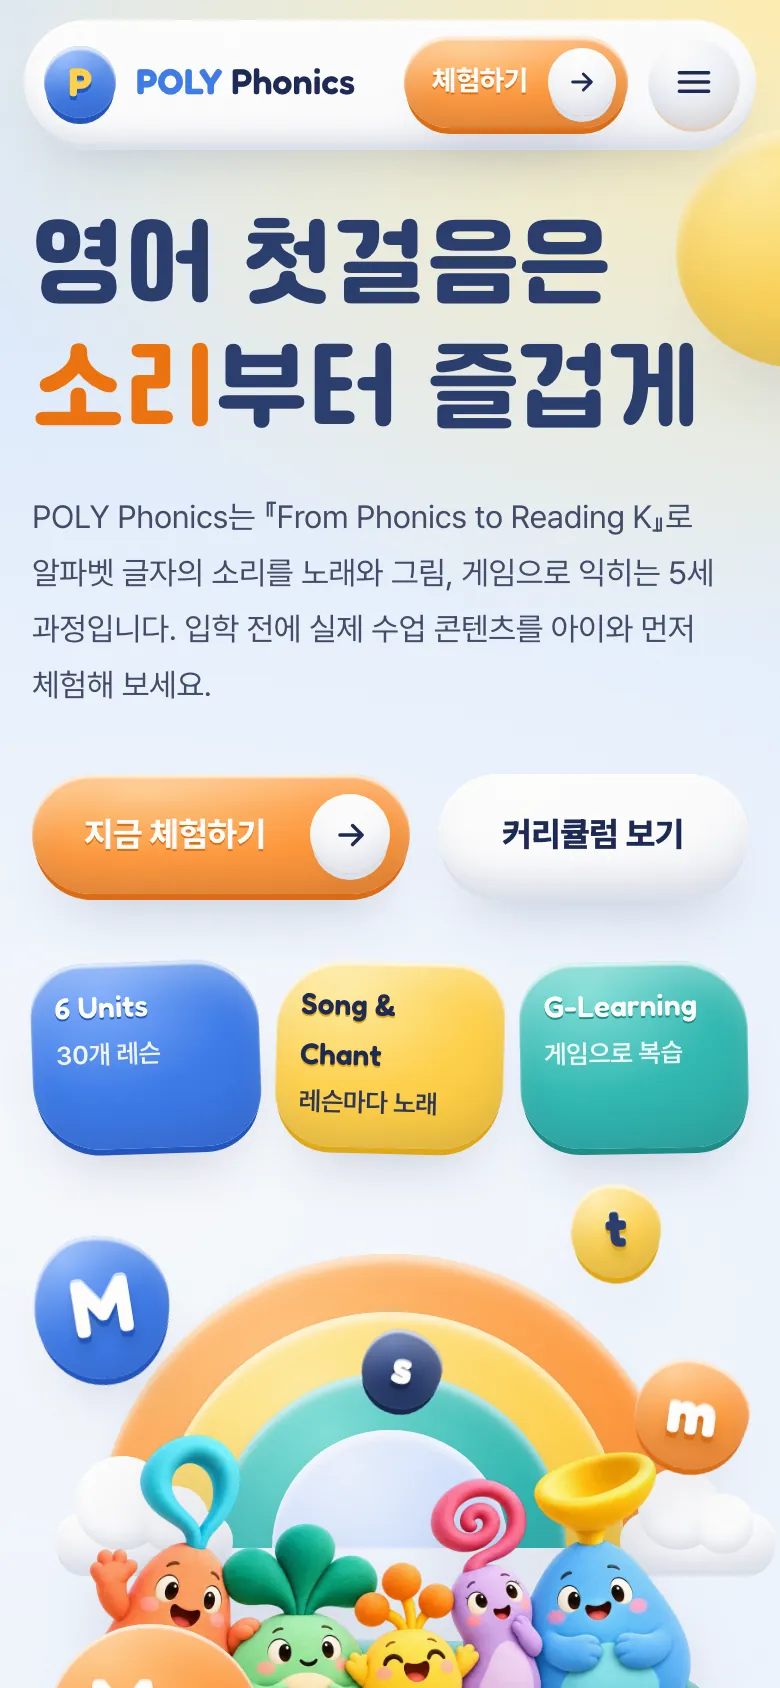 P
POLY Phonics
체험하기
영어 첫걸음은
소리부터 즐겁게
POLY Phonics는 『From Phonics to Reading K』로
알파벳 글자의 소리를 노래와 그림, 게임으로 익히는 5세
과정입니다. 입학 전에 실제 수업 콘텐츠를 아이와 먼저
체험해 보세요.
지금 체험하기
커리큘럼 보기
6 Units
30개 레슨
Song &
Chant
레슨마다 노래
G-Learning
게임으로 복습
t
M
s
m